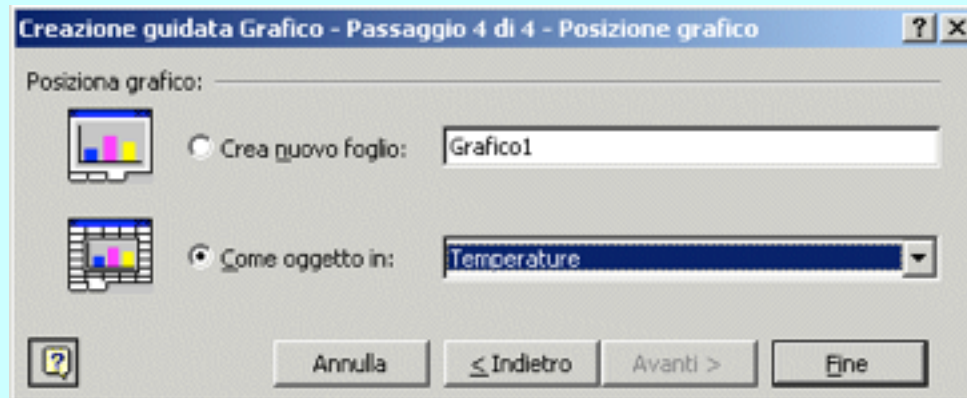 Creazione guidata Grafico - Passaggio 4 di 4 - Posizione grafico
Posiziona grafico:
Crea nuovo foglio: Grafico1
Come oggetto in: Temperature
Annulla < Indietro Avanti > Fine